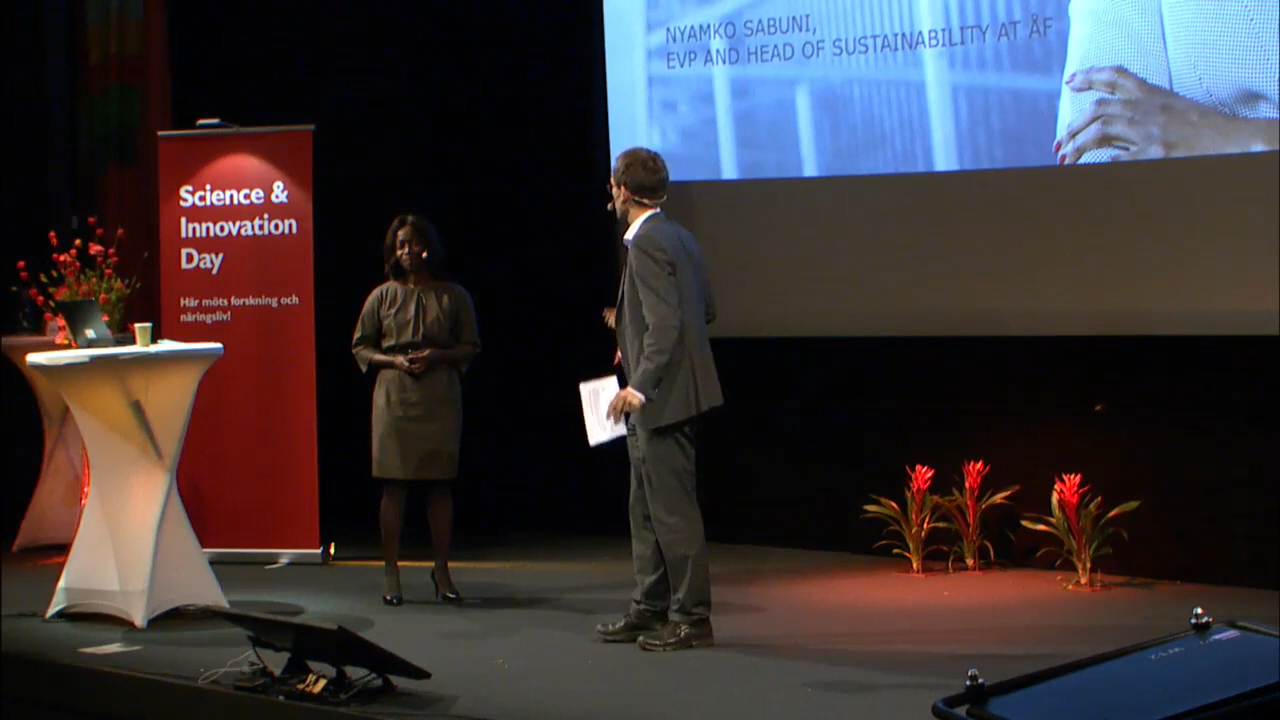 NYAMKO SABUNI,
EVP AND HEAD OF SUSTAINABILITY AT ÅF
Science &
Innovation
Day
Här möts forskning och
näringsliv!